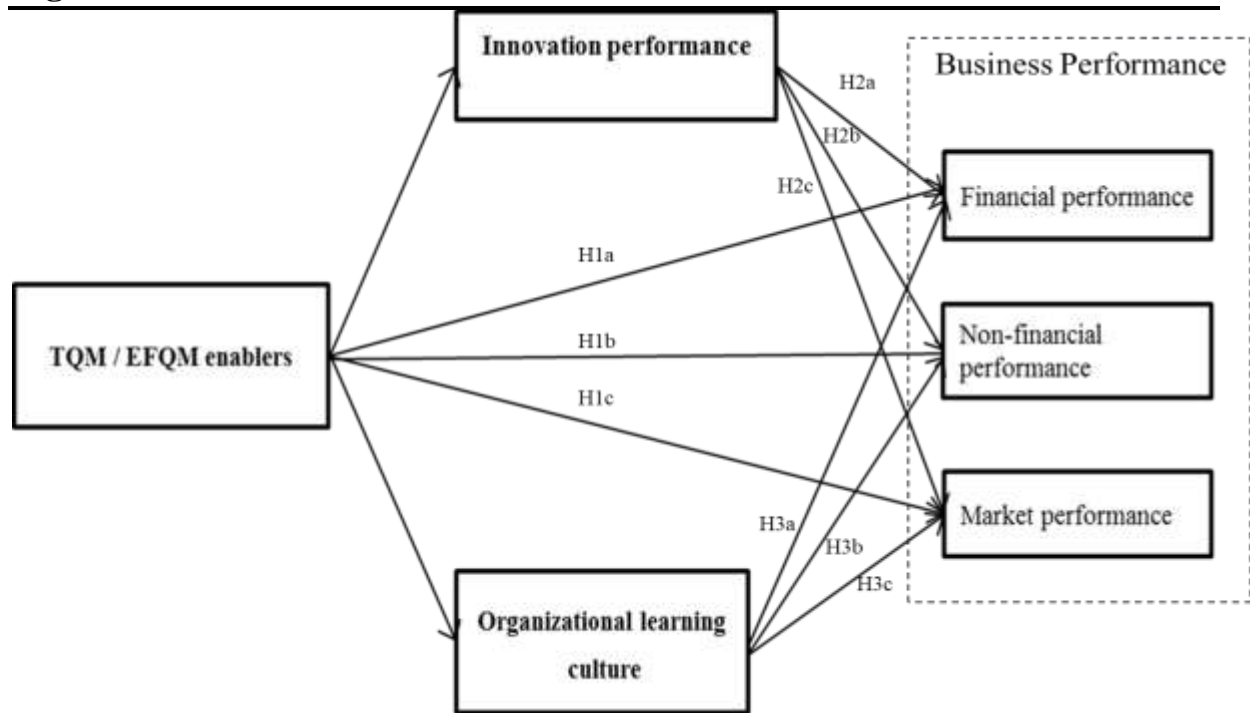 Innovation performance
Business Performance
H2a
H2b
H2c
Financial performance
H1a
TQM / EFQM enablers
H1b
Non-financial
performance
H1c
Market performance
H3a
H3b
H3c
Organizational learning
culture